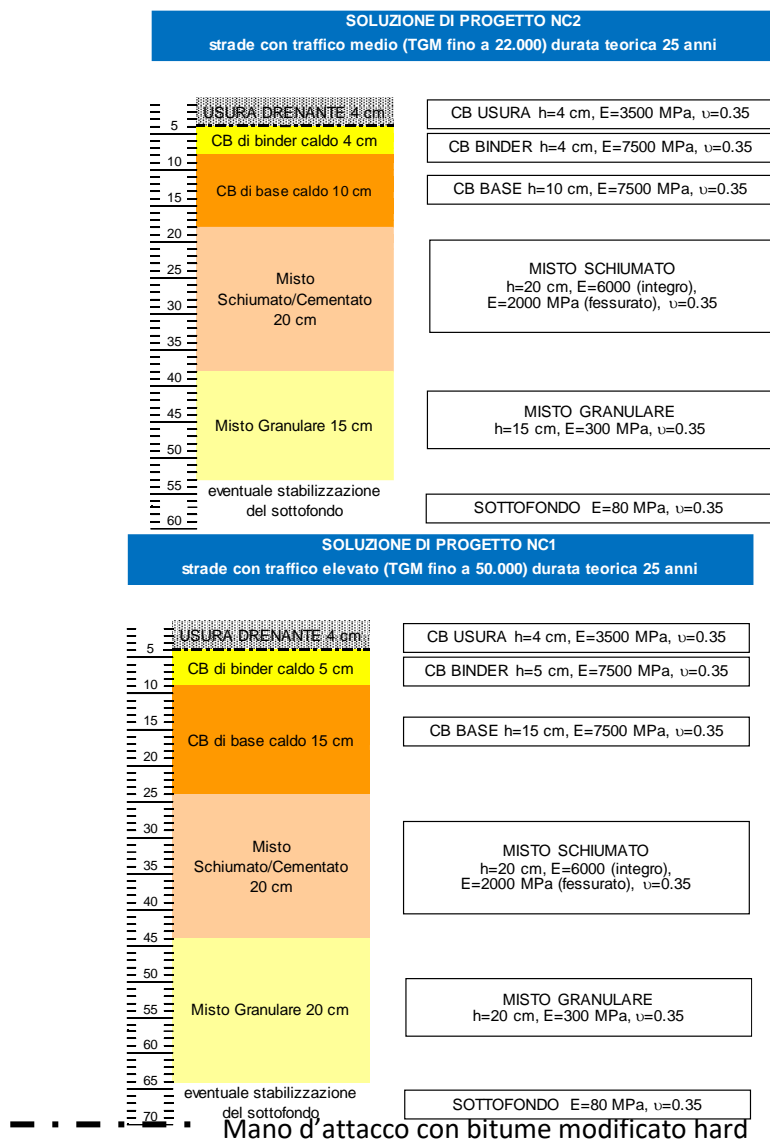 SOLUZIONE DI PROGETTO NC2
strade con traffico medio (TGM fino a 22.000) durata teorica 25 anni
USURA DRENANTE 4 cm
CB USURA h=4 cm, E=3500 MPa, υ=0.35
5
CB di binder caldo 4 cm
CB BINDER h=4 cm, E=7500 MPa, υ=0.35
10
CB di base caldo 10 cm
CB BASE h=10 cm, E=7500 MPa, υ=0.35
15
20
25
Misto
Schiumato/Cementato
20 cm
MISTO SCHIUMATO
h=20 cm, E=6000 (integro),
E=2000 MPa (fessurato), υ=0.35
30
35
40
45
Misto Granulare 15 cm
MISTO GRANULARE
h=15 cm, E=300 MPa, υ=0.35
50
55
eventuale stabilizzazione
del sottofondo
SOTTOFONDO E=80 MPa, υ=0.35
60
SOLUZIONE DI PROGETTO NC1
strade con traffico elevato (TGM fino a 50.000) durata teorica 25 anni
USURA DRENANTE 4 cm
CB USURA h=4 cm, E=3500 MPa, υ=0.35
5
CB di binder caldo 5 cm
CB BINDER h=5 cm, E=7500 MPa, υ=0.35
10
15
CB di base caldo 15 cm
CB BASE h=15 cm, E=7500 MPa, υ=0.35
20
25
30
Misto
Schiumato/Cementato
20 cm
MISTO SCHIUMATO
h=20 cm, E=6000 (integro),
E=2000 MPa (fessurato), υ=0.35
35
40
45
50
55
Misto Granulare 20 cm
MISTO GRANULARE
h=20 cm, E=300 MPa, υ=0.35
60
65
eventuale stabilizzazione
del sottofondo
SOTTOFONDO E=80 MPa, υ=0.35
70
Mano d'attacco con bitume modificato hard